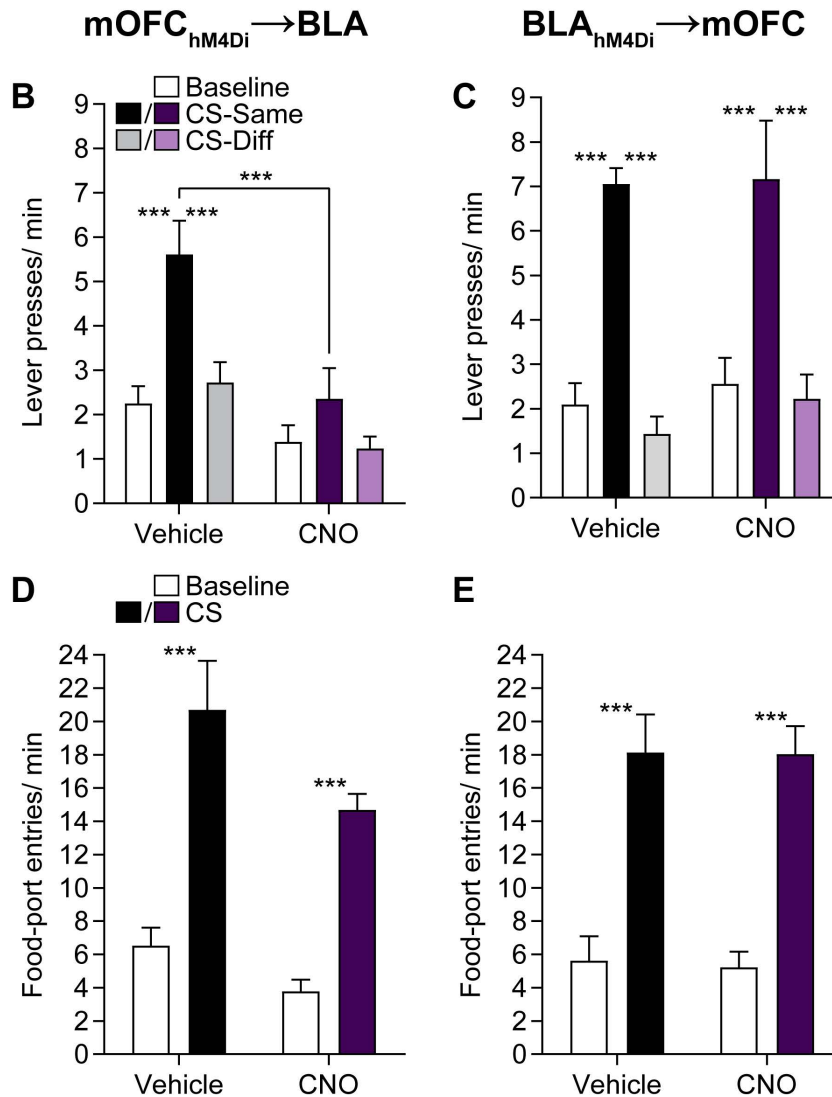 mOFChM4Di→BLA
BLAhM4Di→mOFC
B
Baseline
/ CS-Same
/ CS-Diff
Lever presses/ min
9
8
7
6
5
4
3
2
1
0
***
*** ***
Vehicle
CNO
C
Lever presses/ min
9
8
7
6
5
4
3
2
1
0
*** ***
*** ***
Vehicle
CNO
D
Baseline
/ CS
Food-port entries/ min
24
22
20
18
16
14
12
10
8
6
4
2
0
***
***
Vehicle
CNO
E
Food-port entries/ min
24
22
20
18
16
14
12
10
8
6
4
2
0
***
***
Vehicle
CNO